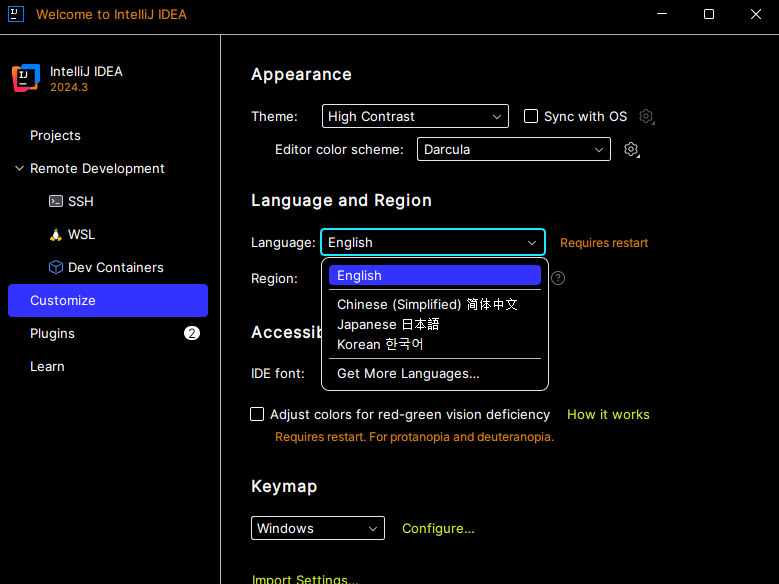 Welcome to IntelliJ IDEA
IntelliJ IDEA
2024.3
Projects
Remote Development
SSH
WSL
Dev Containers
Customize
Plugins 2
Learn
Appearance
Theme: High Contrast Sync with OS
Editor color scheme: Darcula
Language and Region
Language: English Requires restart
Region:
English
Chinese (Simplified) 简体中文
Japanese 日本語
Korean 한국어
Get More Languages...
Accessib
IDE font:
Adjust colors for red-green vision deficiency How it works
Requires restart. For protanopia and deuteranopia.
Keymap
Windows Configure...
Import Settings...